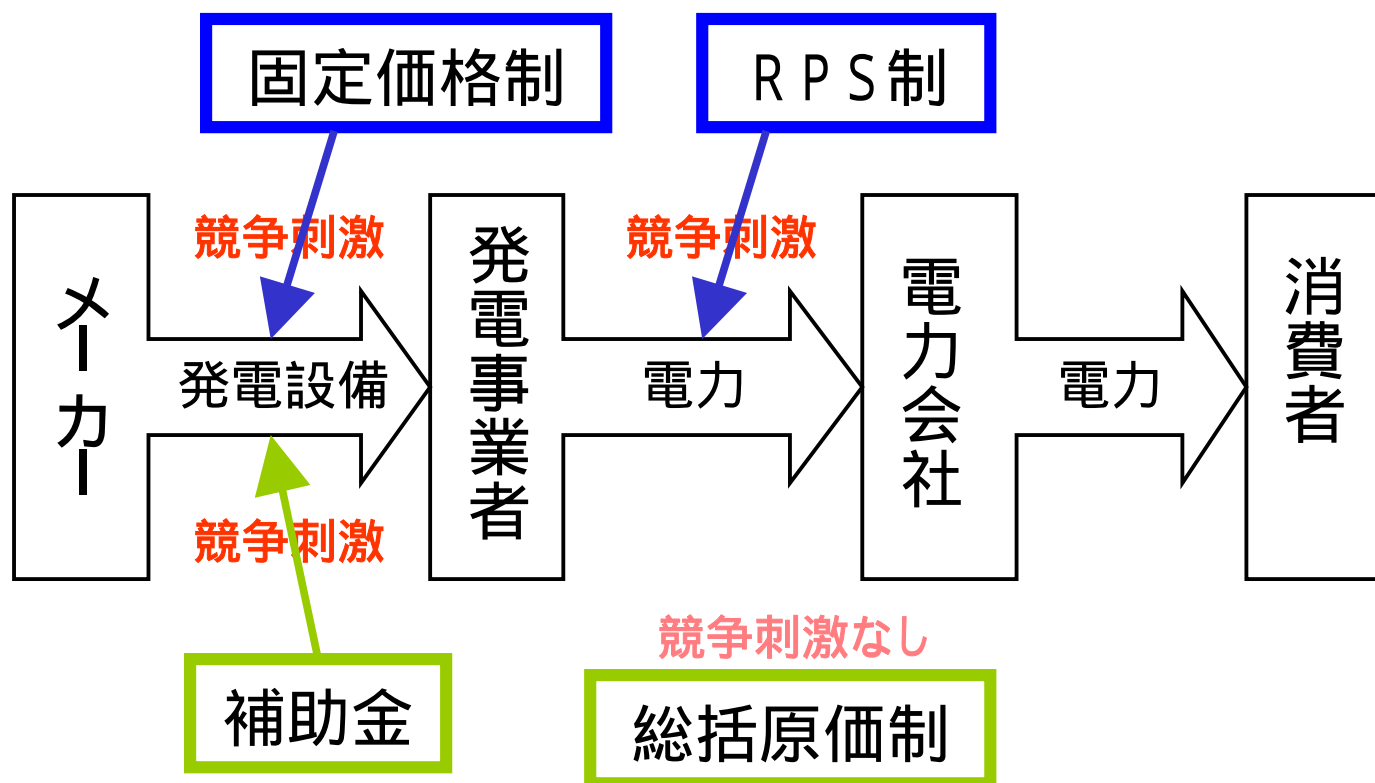 固定価格制
ＲＰＳ制
競争刺激
競争刺激
メーカー
発電設備
発電事業者
電力
電力会社
電力
消費者
競争刺激
競争刺激なし
補助金
総括原価制